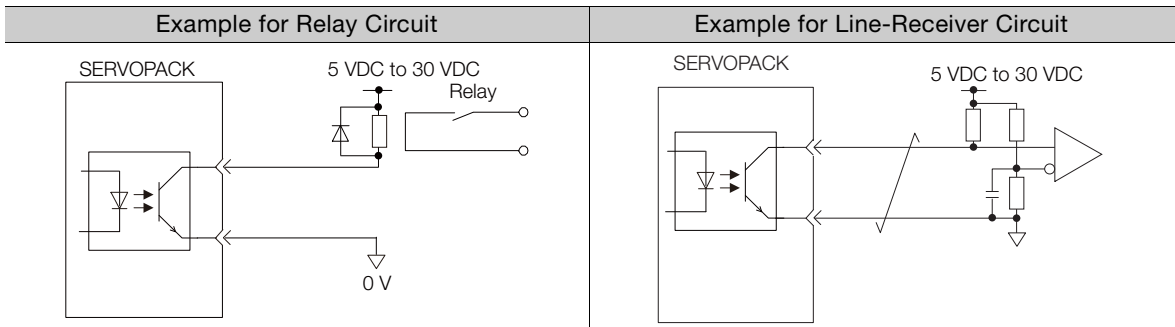 Example for Relay Circuit
Example for Line-Receiver Circuit
SERVOPACK
5 VDC to 30 VDC
Relay
0 V
SERVOPACK
5 VDC to 30 VDC